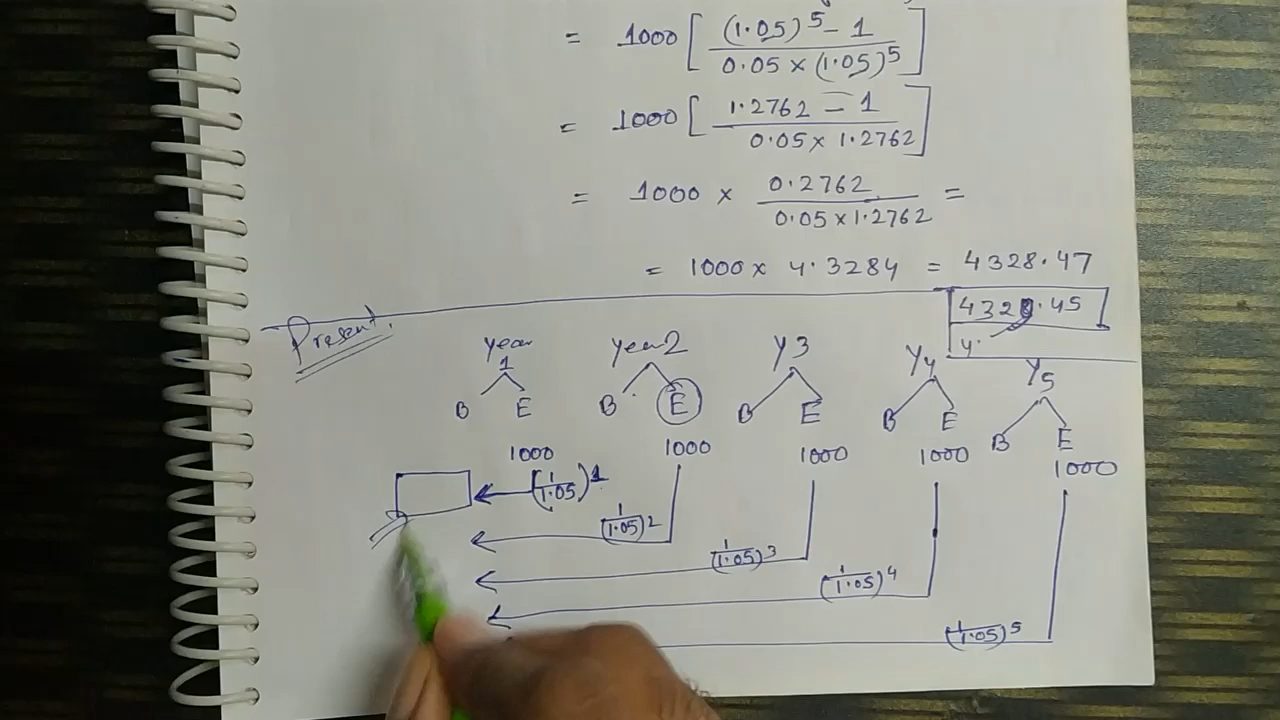 = 1000 [ (1.05)^5 - 1 / 0.05 × (1.05)^5 ]
= 1000 [ 1.2762 - 1 / 0.05 × 1.2762 ]
= 1000 × 0.2762 / 0.05 × 1.2762 =
= 1000 × 4.3284 = 4328.47
4328.45
4.
Present.
year 1 year 2 Y3 Y4 Y5
B E B E B E B E B E
1000 1000 1000 1000 1000
(1/1.05)^1
(1/1.05)^2
(1/1.05)^3
(1/1.05)^4
(1/1.05)^5